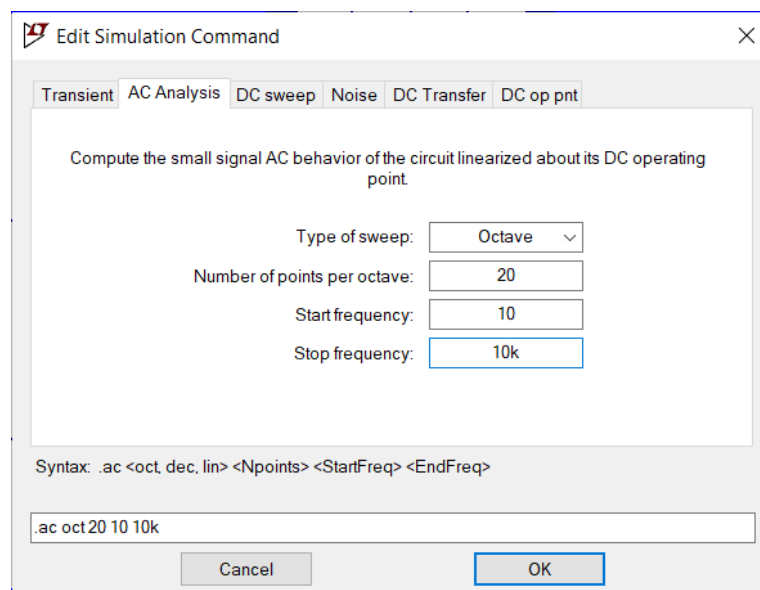 Edit Simulation Command
Transient AC Analysis DC sweep Noise DC Transfer DC op pnt
Compute the small signal AC behavior of the circuit linearized about its DC operating
point.
Type of sweep: Octave
Number of points per octave: 20
Start frequency: 10
Stop frequency: 10k
Syntax: .ac <oct, dec, lin> <Npoints> <StartFreq> <EndFreq>
.ac oct 20 10 10k
Cancel OK